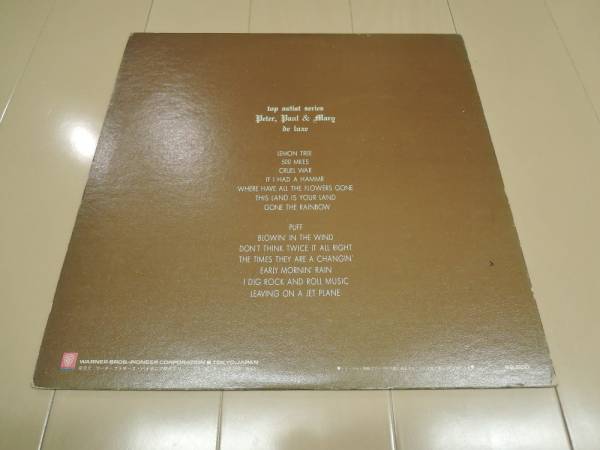 top autist series
Peter, Paul & Mary
de luxe
LEMON TREE
500 MILES
CRUEL WAR
IF I HAD A HAMMR
WHERE HAVE ALL THE FLOWERS GONE
THIS LAND IS YOUR LAND
GONE THE RAINBOW
PUFF
BLOWIN' IN THE WIND
DON'T THINK TWICE IT ALL RIGHT
THE TIMES THEY ARE A CHANGIN'
EARLY MORNIN' RAIN
I DIG ROCK AND ROLL MUSIC
LEAVING ON A JET PLANE
WARNER BROS.-PIONEER CORPORATION TOKYO, JAPAN